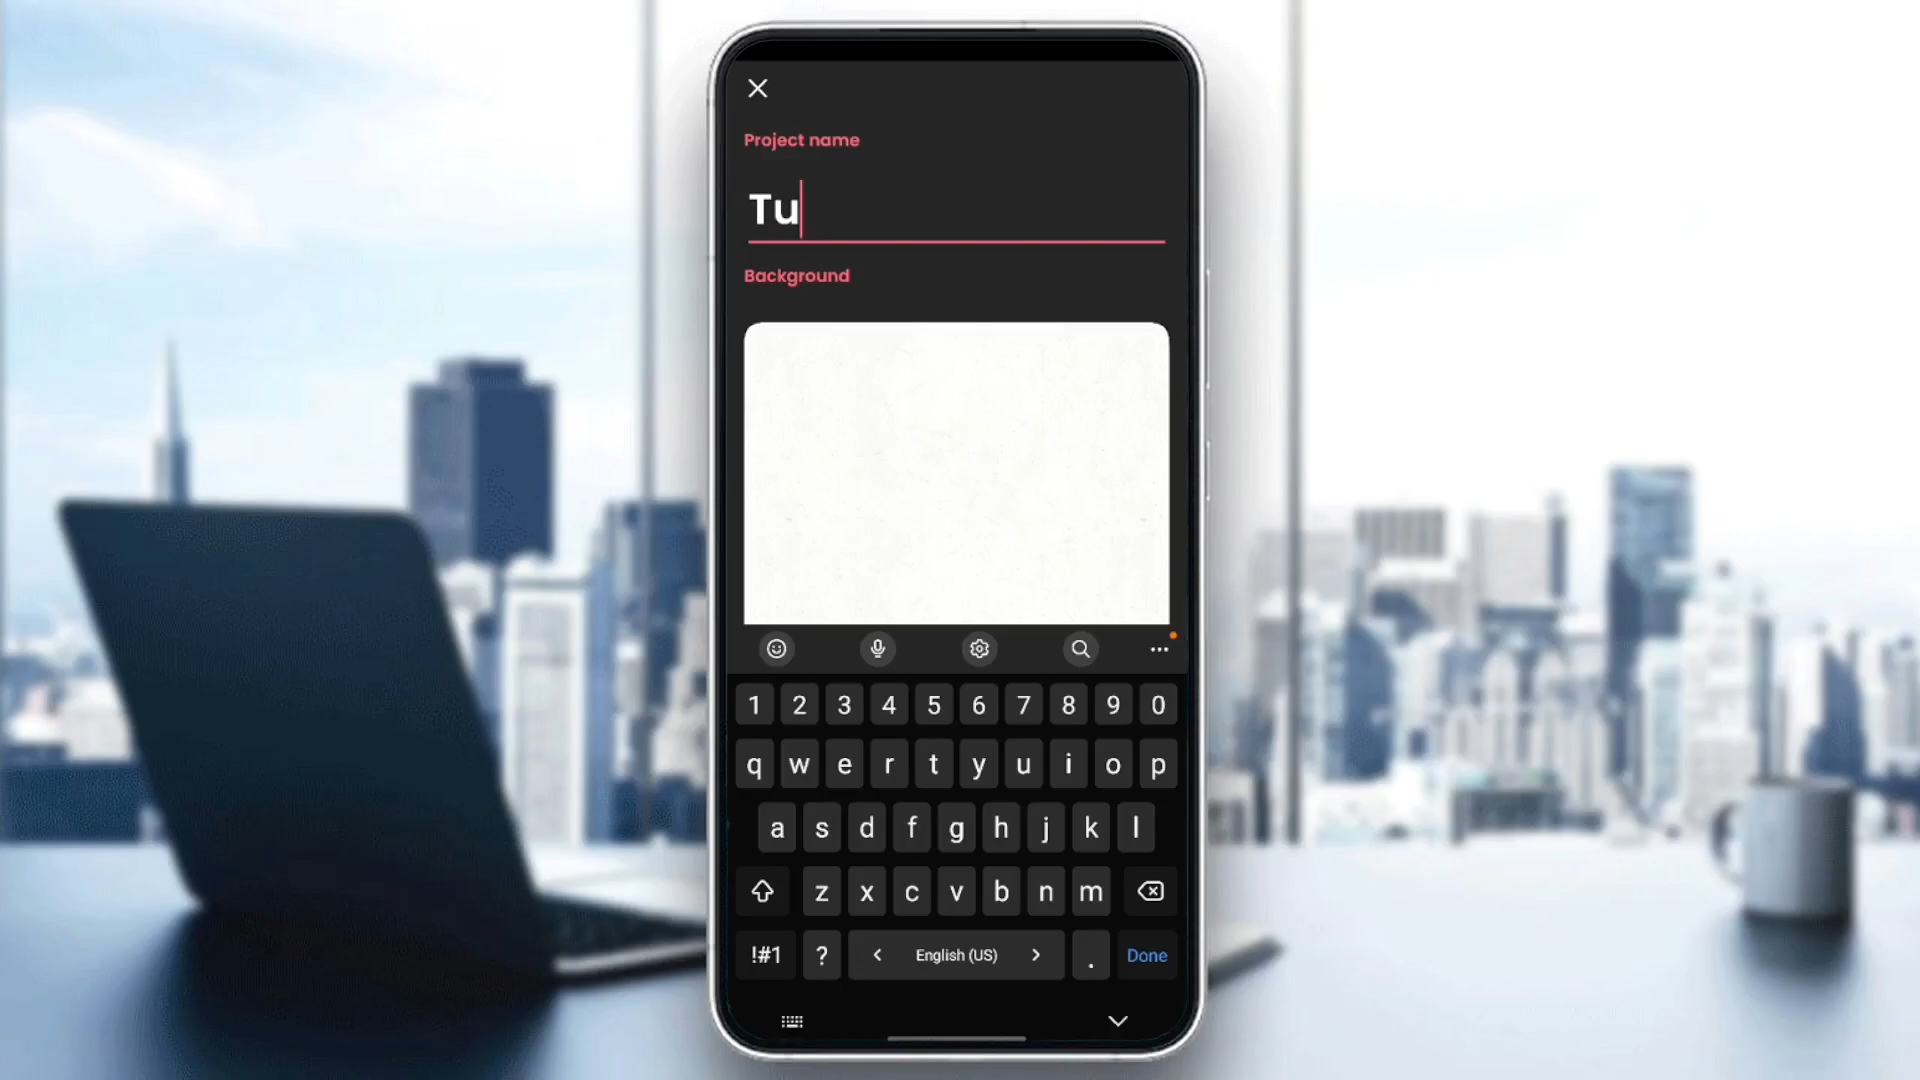 Project name
Tu
Background
1 2 3 4 5 6 7 8 9 0
q w e r t y u i o p
a s d f g h j k l
z x c v b n m
!#1 ? < English (US) > . Done